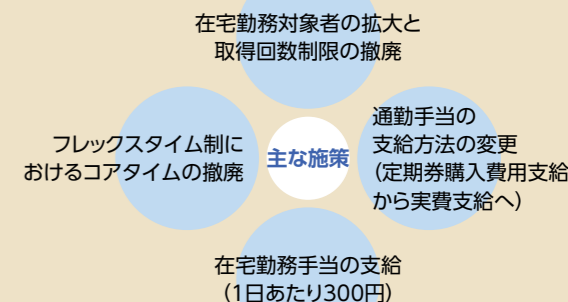 在宅勤務対象者の拡大と
取得回数制限の撤廃
フレックスタイム制に
おけるコアタイムの撤廃
主な施策
通勤手当の
支給方法の変更
(定期券購入費用支給
から実費支給へ)
在宅勤務手当の支給
(1日あたり300円)